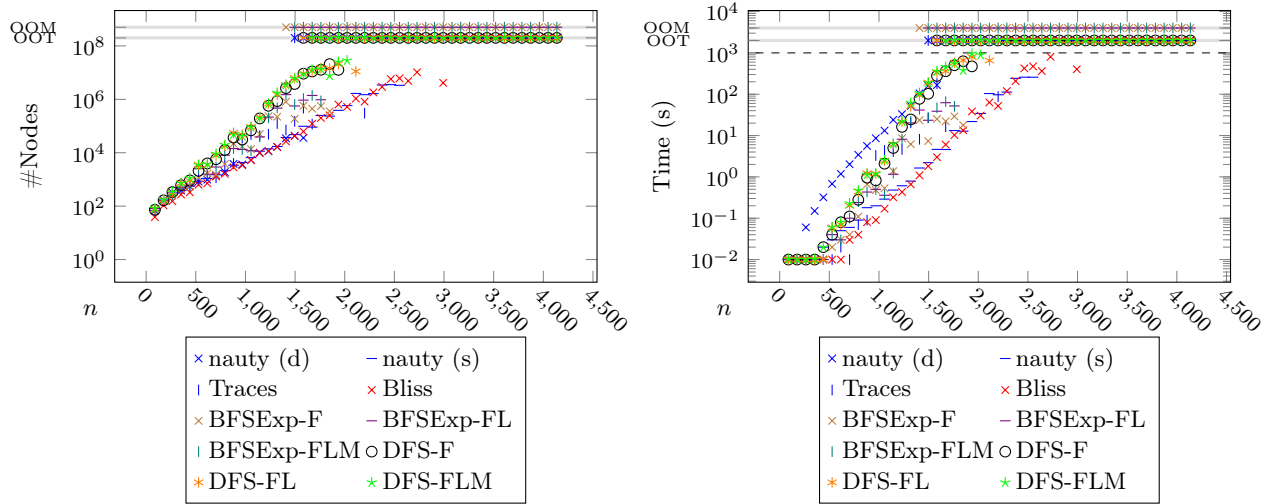 OOM
OOT
10^8
10^6
10^4
10^2
10^0
#Nodes
n
0
500
1,000
1,500
2,000
2,500
3,000
3,500
4,000
4,500
nauty (d)
nauty (s)
Traces
Bliss
BFSExp-F
BFSExp-FL
BFSExp-FLM
DFS-F
DFS-FL
DFS-FLM
10^4
OOM
OOT
10^3
10^2
10^1
10^0
10^−1
10^−2
Time (s)
n
0
500
1,000
1,500
2,000
2,500
3,000
3,500
4,000
4,500
nauty (d)
nauty (s)
Traces
Bliss
BFSExp-F
BFSExp-FL
BFSExp-FLM
DFS-F
DFS-FL
DFS-FLM